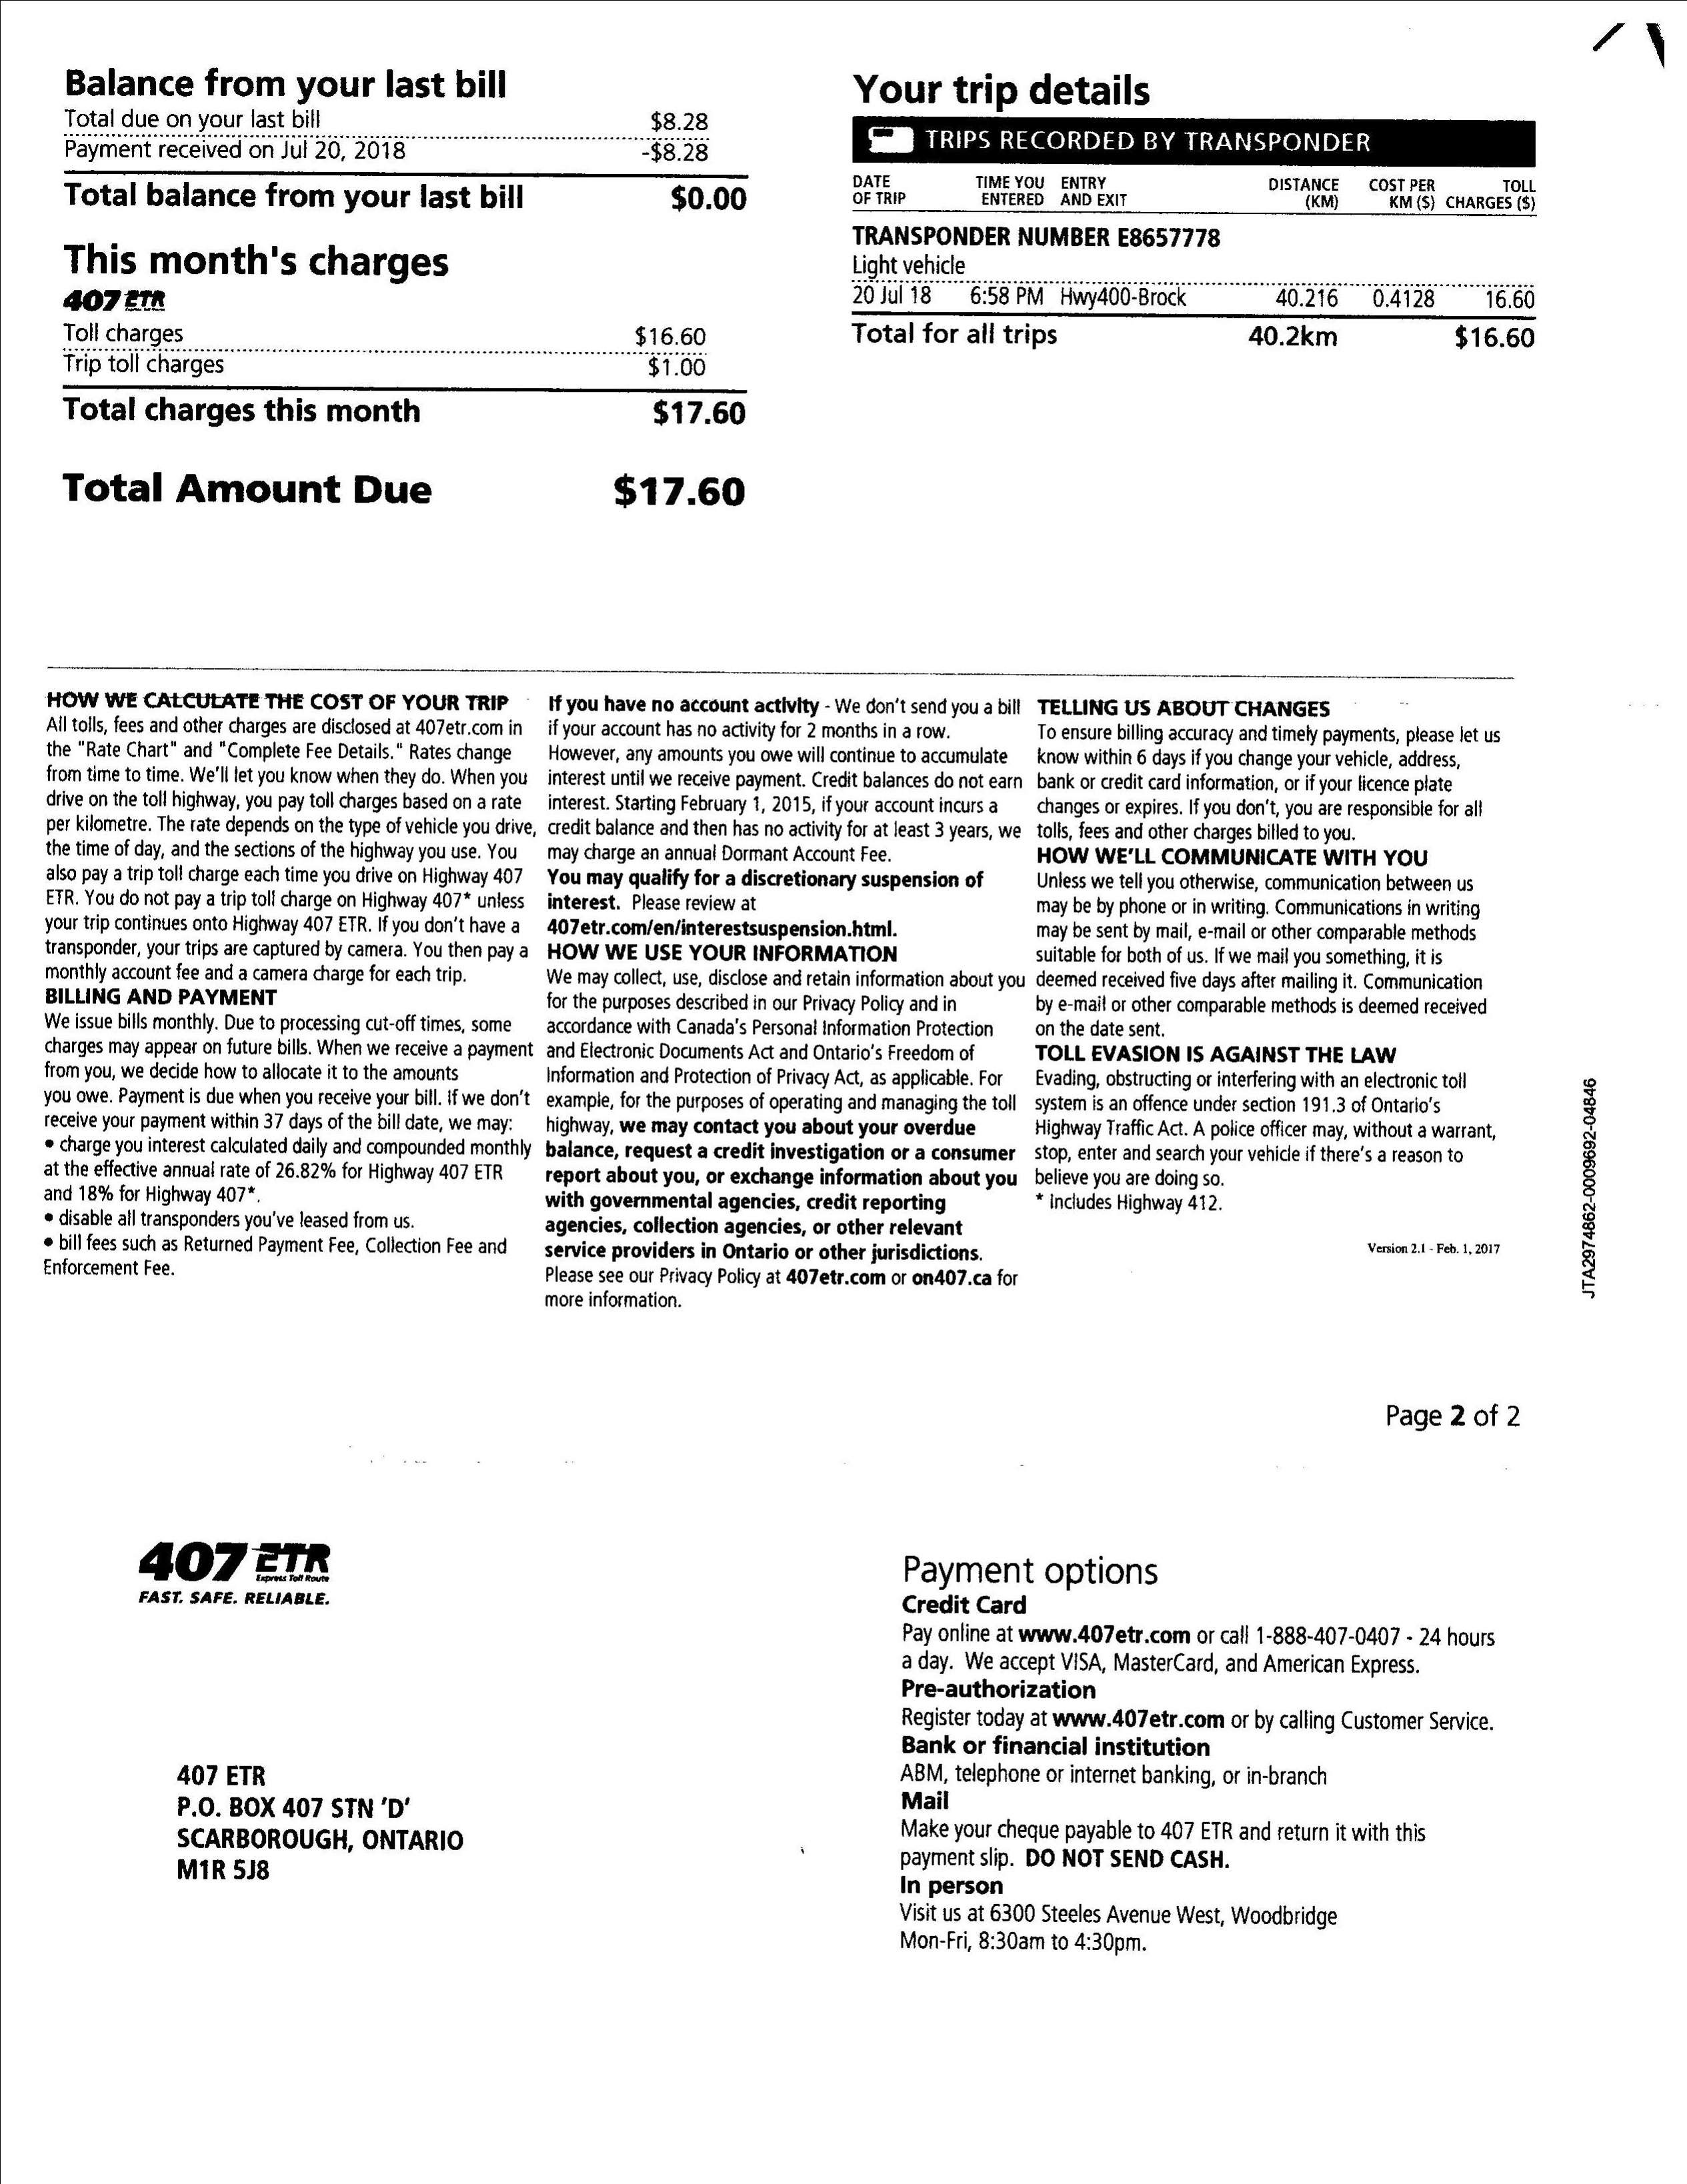 Balance from your last bill
Total due on your last bill $8.28
Payment received on Jul 20, 2018 -$8.28
Total balance from your last bill $0.00
This month's charges
407 ETR
Express Toll Route
Toll charges $16.60
Trip toll charges $1.00
Total charges this month $17.60
Total Amount Due $17.60
Your trip details
TRIPS RECORDED BY TRANSPONDER
DATE TIME YOU ENTRY DISTANCE COST PER TOLL
OF TRIP ENTERED AND EXIT (KM) KM ($) CHARGES ($)
TRANSPONDER NUMBER E8657778
Light vehicle
20 Jul 18 6:58 PM Hwy400-Brock 40.216 0.4128 16.60
Total for all trips 40.2km $16.60
HOW WE CALCULATE THE COST OF YOUR TRIP
All tolls, fees and other charges are disclosed at 407etr.com in
the "Rate Chart" and "Complete Fee Details." Rates change
from time to time. We'll let you know when they do. When you
drive on the toll highway, you pay toll charges based on a rate
per kilometre. The rate depends on the type of vehicle you drive,
the time of day, and the sections of the highway you use. You
also pay a trip toll charge each time you drive on Highway 407
ETR. You do not pay a trip toll charge on Highway 407* unless
your trip continues onto Highway 407 ETR. If you don't have a
transponder, your trips are captured by camera. You then pay a
monthly account fee and a camera charge for each trip.
BILLING AND PAYMENT
We issue bills monthly. Due to processing cut-off times, some
charges may appear on future bills. When we receive a payment
from you, we decide how to allocate it to the amounts
you owe. Payment is due when you receive your bill. If we don't
receive your payment within 37 days of the bill date, we may:
• charge you interest calculated daily and compounded monthly
at the effective annual rate of 26.82% for Highway 407 ETR
and 18% for Highway 407*.
• disable all transponders you've leased from us.
• bill fees such as Returned Payment Fee, Collection Fee and
Enforcement Fee.
If you have no account activity - We don't send you a bill
if your account has no activity for 2 months in a row.
However, any amounts you owe will continue to accumulate
interest until we receive payment. Credit balances do not earn
interest. Starting February 1, 2015, if your account incurs a
credit balance and then has no activity for at least 3 years, we
may charge an annual Dormant Account Fee.
You may qualify for a discretionary suspension of
interest. Please review at
407etr.com/en/interestsuspension.html.
HOW WE USE YOUR INFORMATION
We may collect, use, disclose and retain information about you
for the purposes described in our Privacy Policy and in
accordance with Canada's Personal Information Protection
and Electronic Documents Act and Ontario's Freedom of
Information and Protection of Privacy Act, as applicable. For
example, for the purposes of operating and managing the toll
highway, we may contact you about your overdue
balance, request a credit investigation or a consumer
report about you, or exchange information about you
with governmental agencies, credit reporting
agencies, collection agencies, or other relevant
service providers in Ontario or other jurisdictions.
Please see our Privacy Policy at 407etr.com or on407.ca for
more information.
TELLING US ABOUT CHANGES
To ensure billing accuracy and timely payments, please let us
know within 6 days if you change your vehicle, address,
bank or credit card information, or if your licence plate
changes or expires. If you don't, you are responsible for all
tolls, fees and other charges billed to you.
HOW WE'LL COMMUNICATE WITH YOU
Unless we tell you otherwise, communication between us
may be by phone or in writing. Communications in writing
may be sent by mail, e-mail or other comparable methods
suitable for both of us. If we mail you something, it is
deemed received five days after mailing it. Communication
by e-mail or other comparable methods is deemed received
on the date sent.
TOLL EVASION IS AGAINST THE LAW
Evading, obstructing or interfering with an electronic toll
system is an offence under section 191.3 of Ontario's
Highway Traffic Act. A police officer may, without a warrant,
stop, enter and search your vehicle if there's a reason to
believe you are doing so.
* Includes Highway 412.
Version 2.1 - Feb. 1, 2017
JTA2974862-0009692-04846
Page 2 of 2
407 ETR
Express Toll Route
FAST. SAFE. RELIABLE.
407 ETR
P.O. BOX 407 STN 'D'
SCARBOROUGH, ONTARIO
M1R 5J8
Payment options
Credit Card
Pay online at www.407etr.com or call 1-888-407-0407 - 24 hours
a day. We accept VISA, MasterCard, and American Express.
Pre-authorization
Register today at www.407etr.com or by calling Customer Service.
Bank or financial institution
ABM, telephone or internet banking, or in-branch
Mail
Make your cheque payable to 407 ETR and return it with this
payment slip. DO NOT SEND CASH.
In person
Visit us at 6300 Steeles Avenue West, Woodbridge
Mon-Fri, 8:30am to 4:30pm.